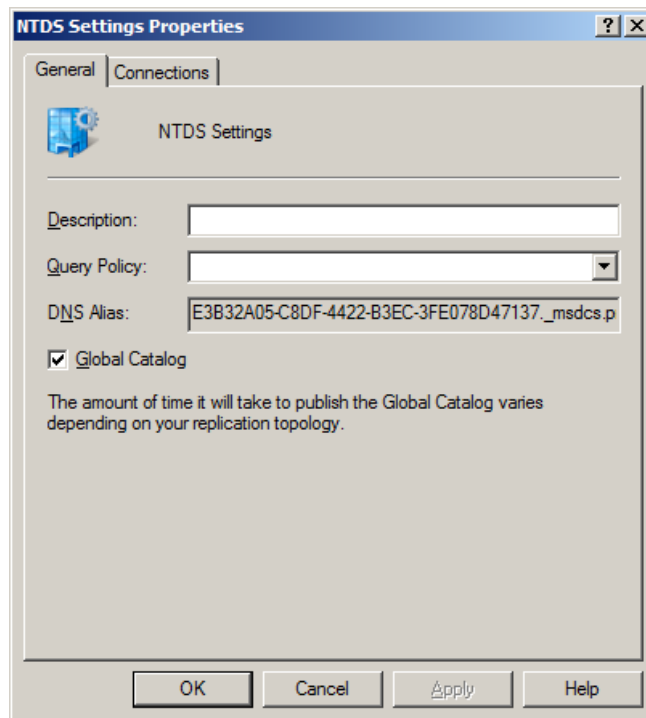 NTDS Settings Properties
General
Connections
NTDS Settings
Description:
Query Policy:
DNS Alias:
E3B32A05-C8DF-4422-B3EC-3FE078D47137._msdcs.p
Global Catalog
The amount of time it will take to publish the Global Catalog varies
depending on your replication topology.
OK
Cancel
Apply
Help